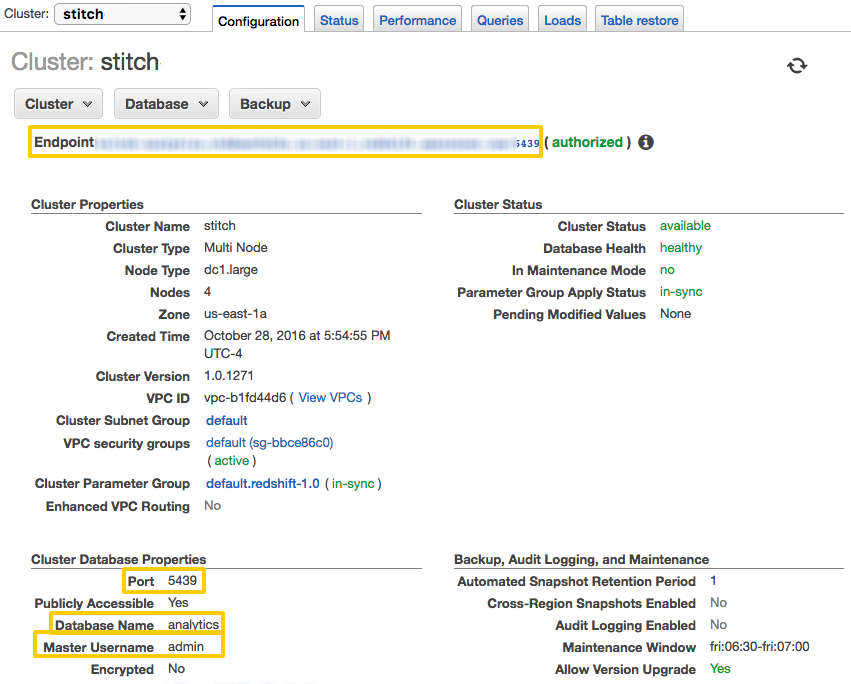 Cluster: stitch
Configuration Status Performance Queries Loads Table restore
Cluster: stitch
Cluster Database Backup
Endpoint 5439 ( authorized )
Cluster Properties
Cluster Name stitch
Cluster Type Multi Node
Node Type dc1.large
Nodes 4
Zone us-east-1a
Created Time October 28, 2016 at 5:54:55 PM
UTC-4
Cluster Version 1.0.1271
VPC ID vpc-b1fd44d6 ( View VPCs )
Cluster Subnet Group default
VPC security groups default (sg-bbce86c0)
( active )
Cluster Parameter Group default.redshift-1.0 ( in-sync )
Enhanced VPC Routing No
Cluster Status
Cluster Status available
Database Health healthy
In Maintenance Mode no
Parameter Group Apply Status in-sync
Pending Modified Values None
Cluster Database Properties
Port 5439
Publicly Accessible Yes
Database Name analytics
Master Username admin
Encrypted No
Backup, Audit Logging, and Maintenance
Automated Snapshot Retention Period 1
Cross-Region Snapshots Enabled No
Audit Logging Enabled No
Maintenance Window fri:06:30-fri:07:00
Allow Version Upgrade Yes